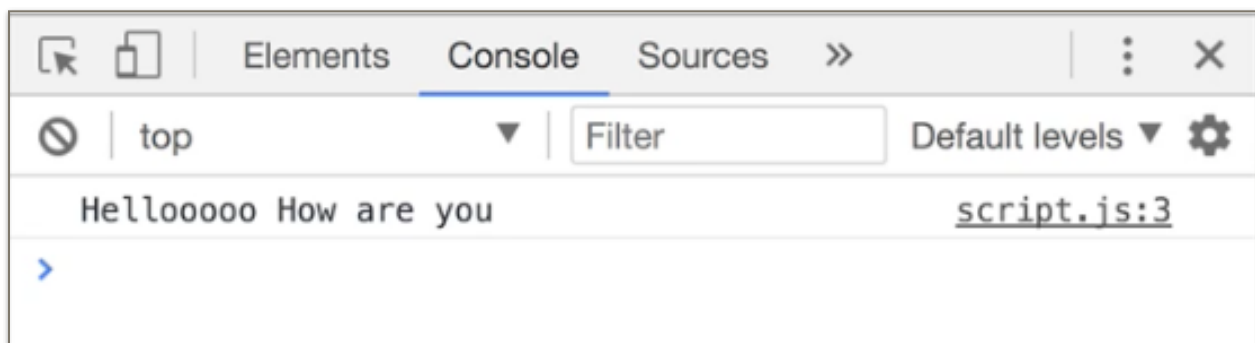 Elements Console Sources »
top ▼ Filter Default levels ▼
Hellooooo How are you script.js:3
>